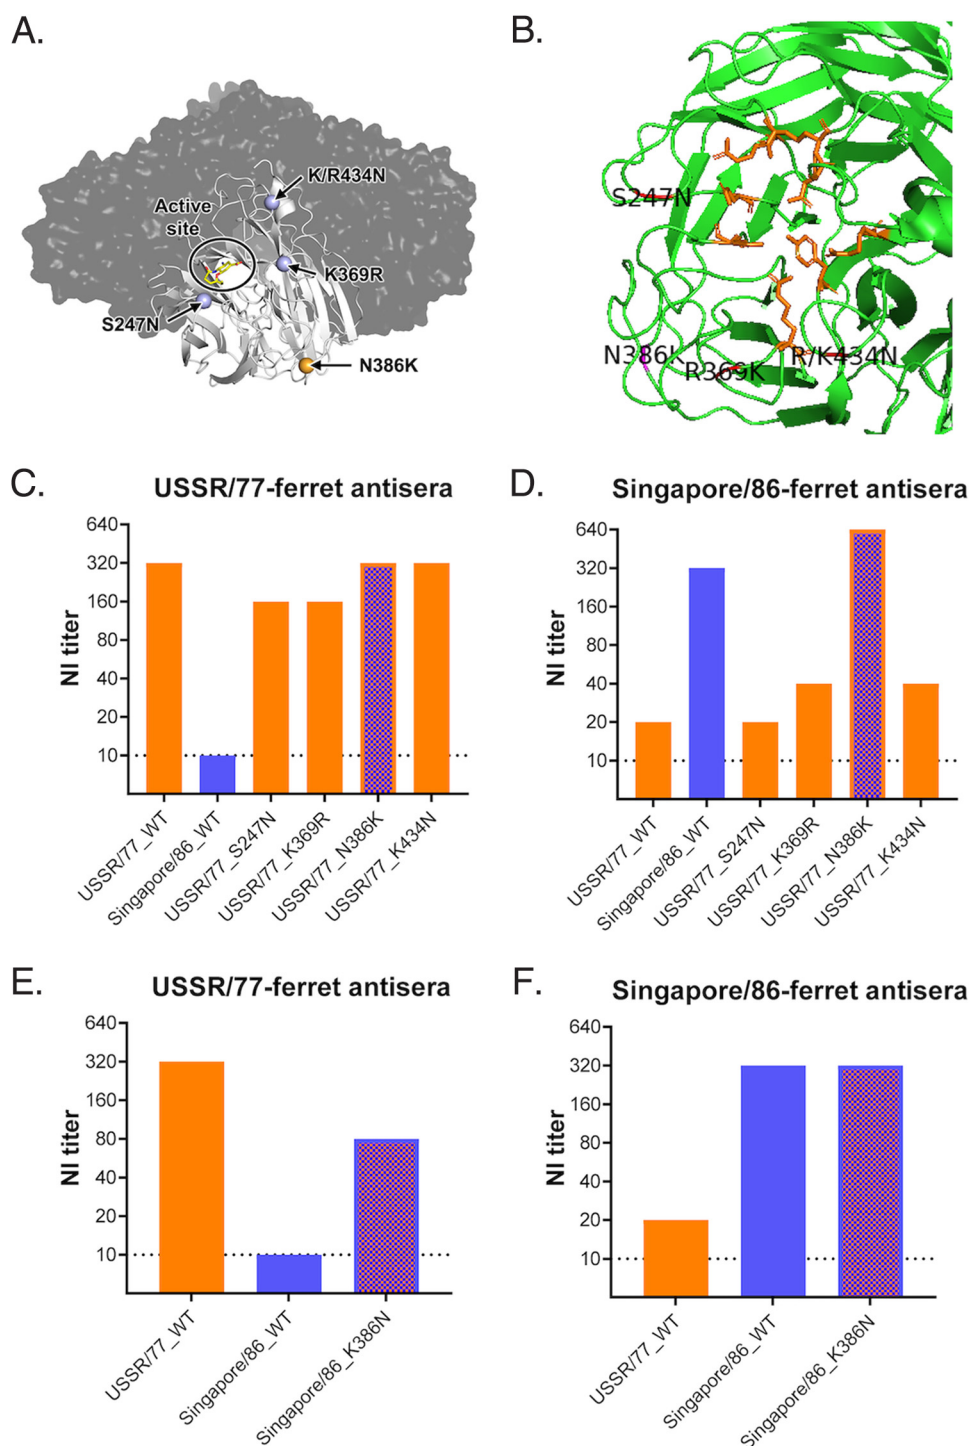 A.
K/R434N
Active
site
K369R
S247N
N386K
B.
S247N
N386K
R369K
R/K434N
C.
USSR/77-ferret antisera
NI titer
640
320
160
80
40
20
10
USSR/77_WT
Singapore/86_WT
USSR/77_S247N
USSR/77_K369R
USSR/77_N386K
USSR/77_K434N
D.
Singapore/86-ferret antisera
NI titer
640
320
160
80
40
20
10
USSR/77_WT
Singapore/86_WT
USSR/77_S247N
USSR/77_K369R
USSR/77_N386K
USSR/77_K434N
E.
USSR/77-ferret antisera
NI titer
640
320
160
80
40
20
10
USSR/77_WT
Singapore/86_WT
Singapore/86_K386N
F.
Singapore/86-ferret antisera
NI titer
640
320
160
80
40
20
10
USSR/77_WT
Singapore/86_WT
Singapore/86_K386N